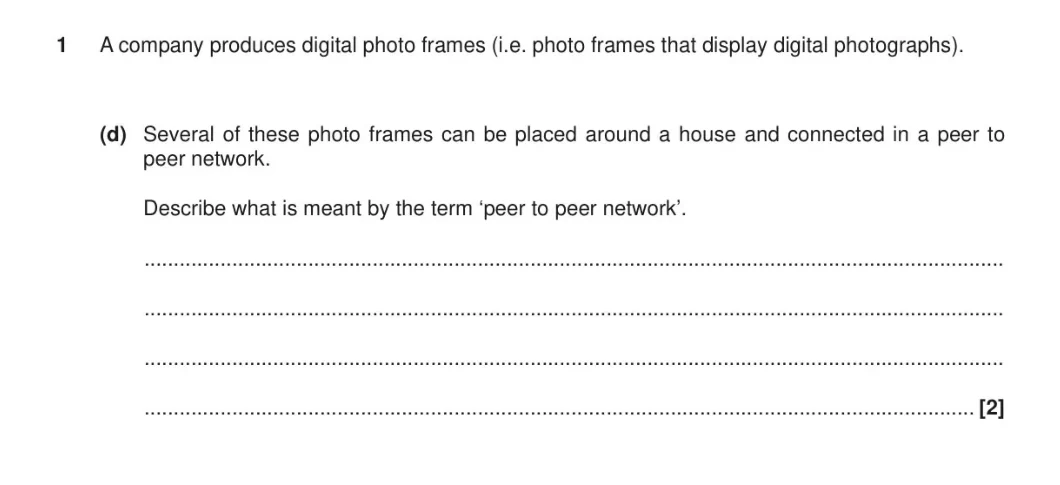 1 A company produces digital photo frames (i.e. photo frames that display digital photographs).
(d) Several of these photo frames can be placed around a house and connected in a peer to
peer network.
Describe what is meant by the term ‘peer to peer network’.
..........................................................................................................................................
..........................................................................................................................................
..........................................................................................................................................
..................................................................................................................................... [2]